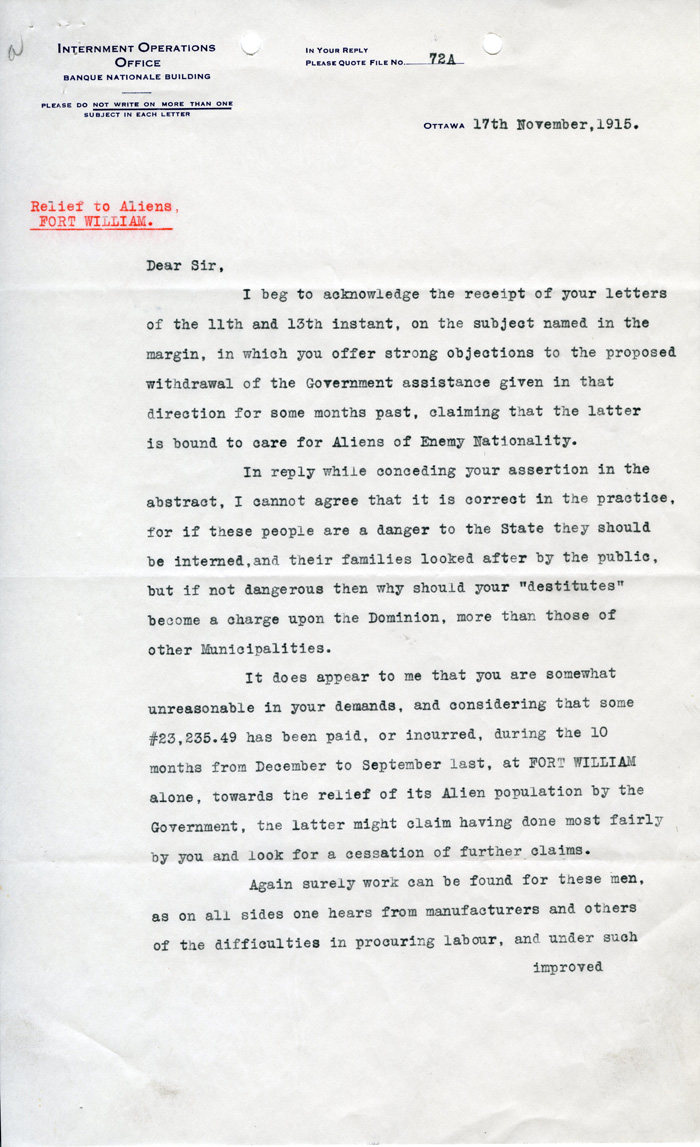 INTERNMENT OPERATIONS
OFFICE
BANQUE NATIONALE BUILDING
PLEASE DO NOT WRITE ON MORE THAN ONE
SUBJECT IN EACH LETTER
IN YOUR REPLY
PLEASE QUOTE FILE NO. 72A
OTTAWA 17th November,1915.
Relief to Aliens,
FORT WILLIAM.
Dear Sir,
I beg to acknowledge the receipt of your letters
of the 11th and 13th instant, on the subject named in the
margin, in which you offer strong objections to the proposed
withdrawal of the Government assistance given in that
direction for some months past, claiming that the latter
is bound to care for Aliens of Enemy Nationality.
In reply while conceding your assertion in the
abstract, I cannot agree that it is correct in the practice,
for if these people are a danger to the State they should
be interned,and their families looked after by the public,
but if not dangerous then why should your "destitutes"
become a charge upon the Dominion, more than those of
other Municipalities.
It does appear to me that you are somewhat
unreasonable in your demands, and considering that some
#23,235.49 has been paid, or incurred, during the 10
months from December to September last, at FORT WILLIAM
alone, towards the relief of its Alien population by the
Government, the latter might claim having done most fairly
by you and look for a cessation of further claims.
Again surely work can be found for these men,
as on all sides one hears from manufacturers and others
of the difficulties in procuring labour, and under such
improved